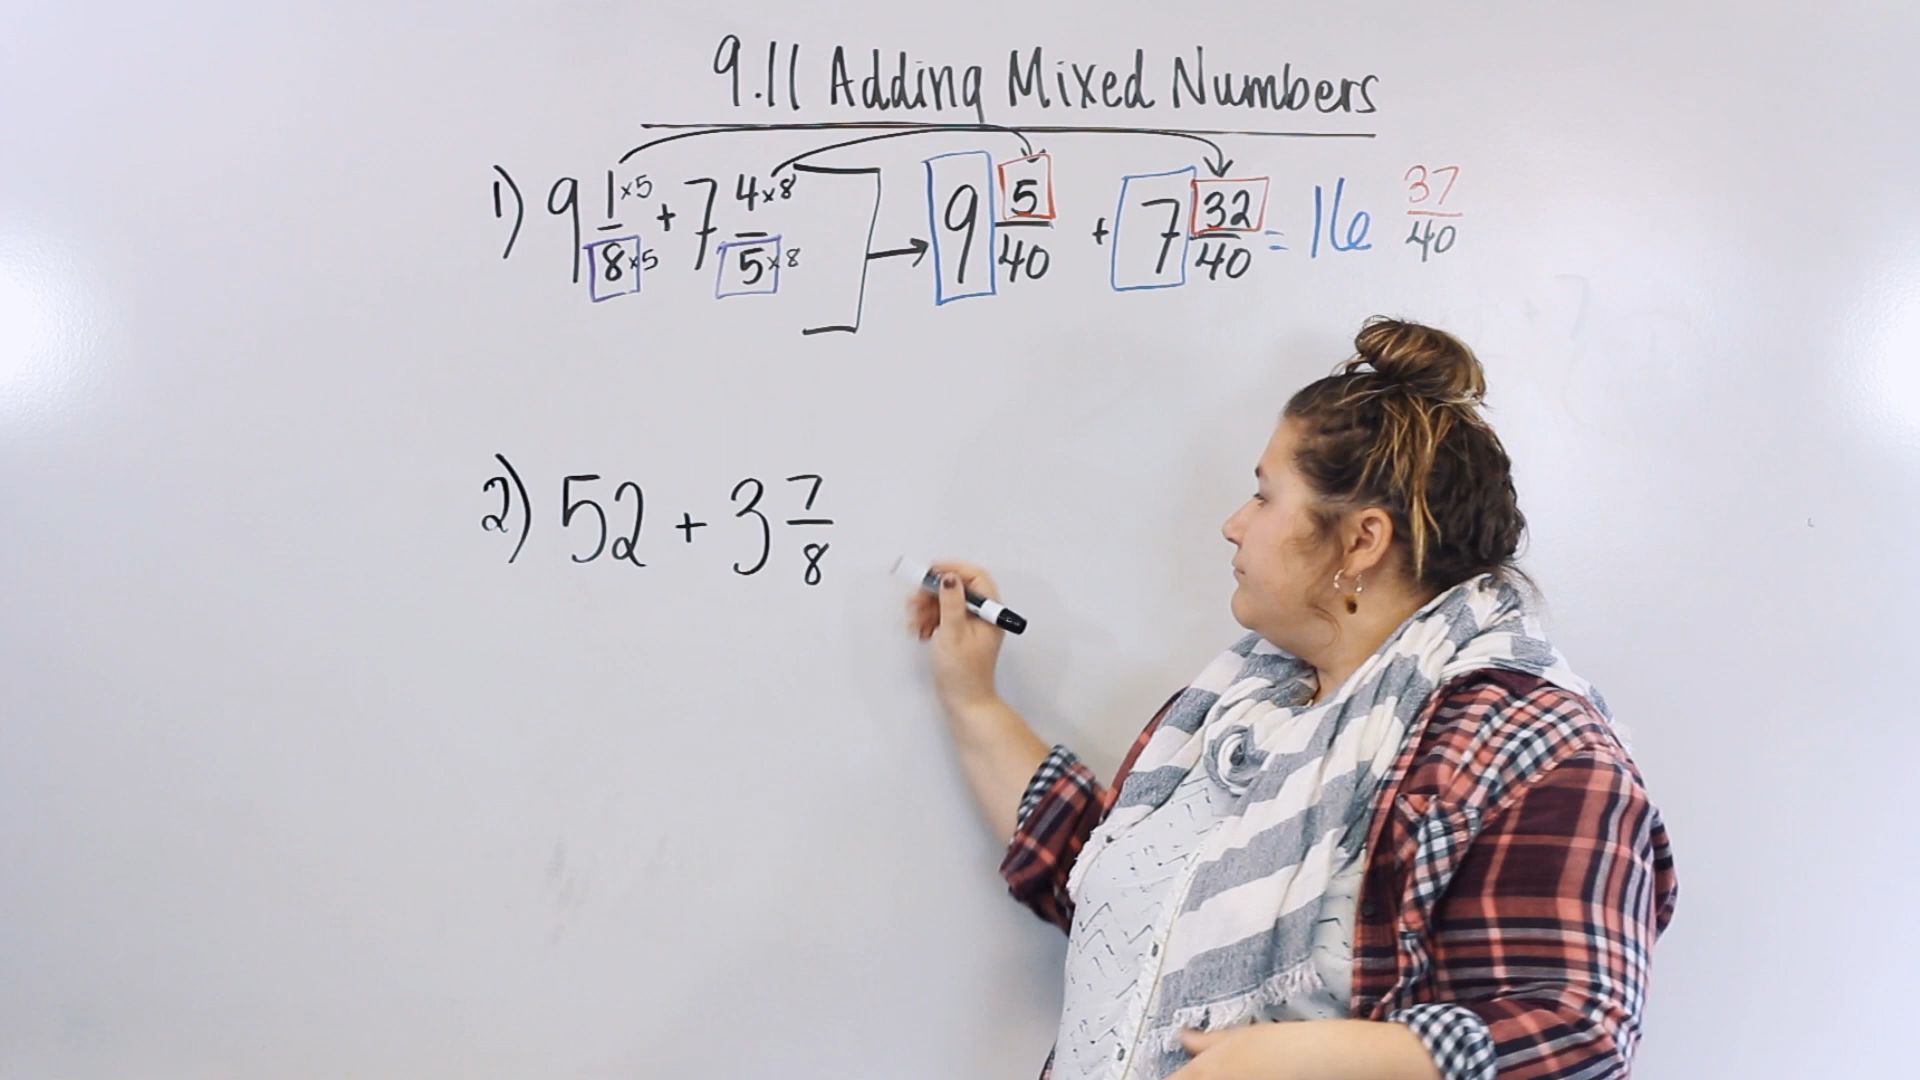 9.11 Adding Mixed Numbers
1) 9 1×5/8×5 + 7 4×8/5×8 → 9 5/40 + 7 32/40 = 16 37/40
2) 52 + 3 7/8